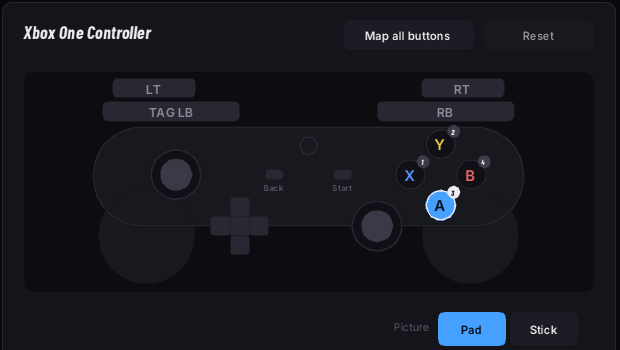 Xbox One Controller
Map all buttons
Reset
LT
RT
TAG LB
RB
Y 2
X 1
B 4
A 3
Back
Start
Picture
Pad
Stick